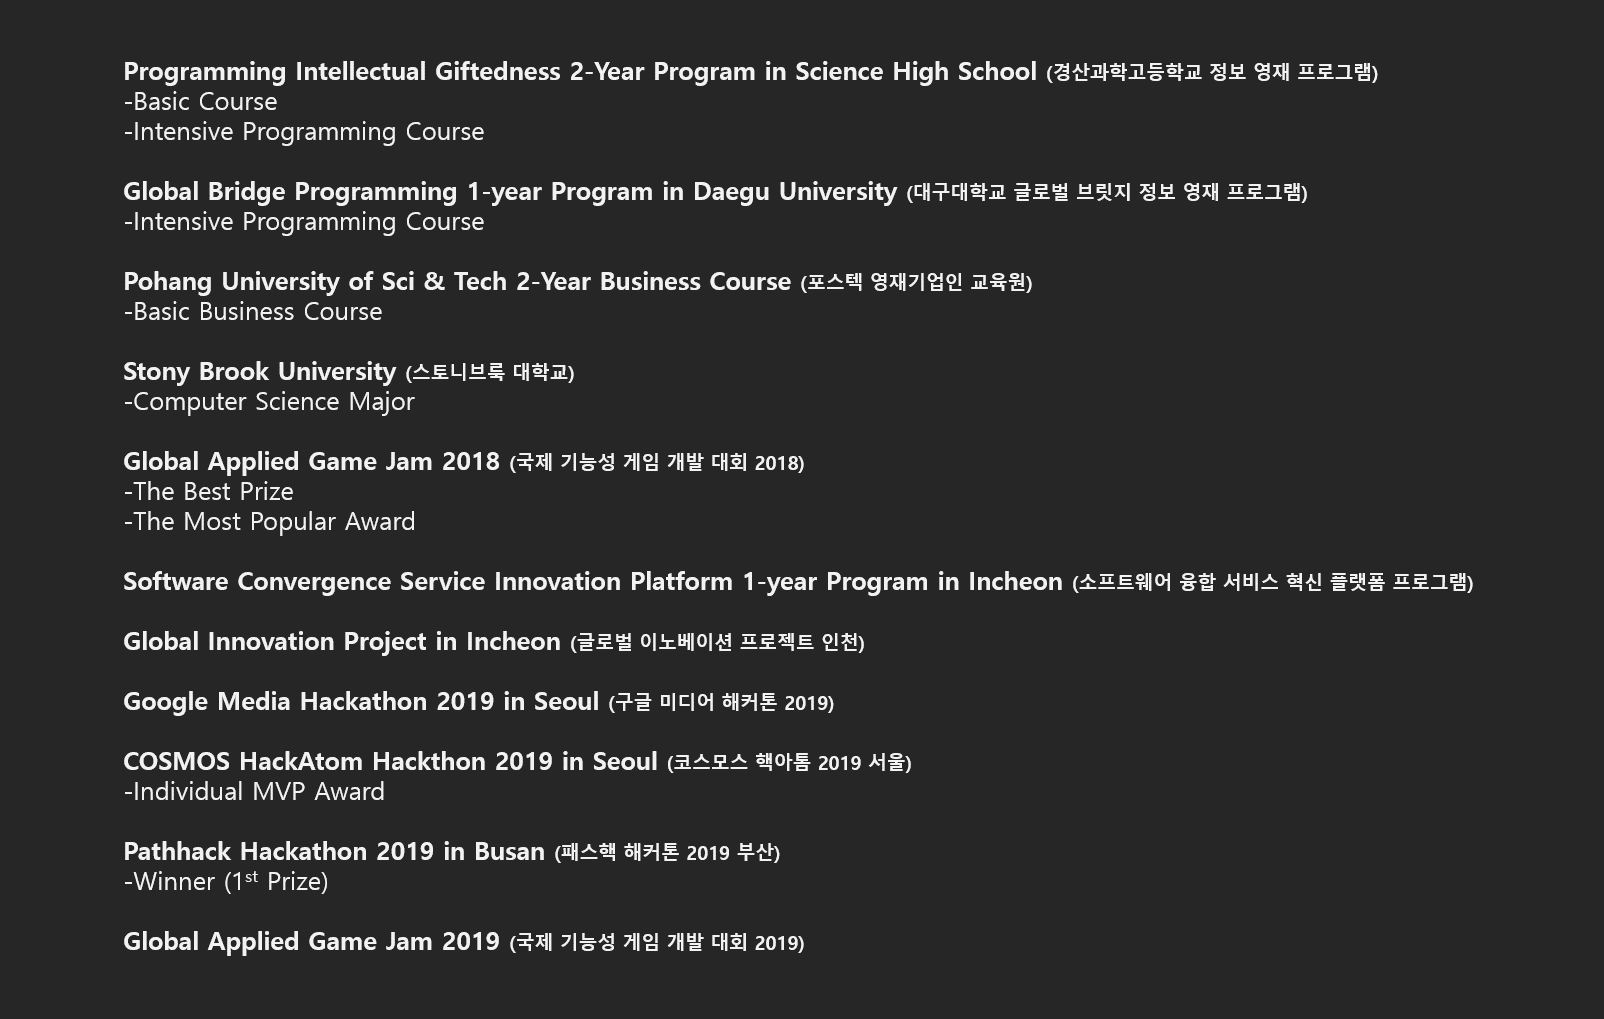 Programming Intellectual Giftedness 2-Year Program in Science High School (경산과학고등학교 정보 영재 프로그램)
-Basic Course
-Intensive Programming Course
Global Bridge Programming 1-year Program in Daegu University (대구대학교 글로벌 브릿지 정보 영재 프로그램)
-Intensive Programming Course
Pohang University of Sci & Tech 2-Year Business Course (포스텍 영재기업인 교육원)
-Basic Business Course
Stony Brook University (스토니브룩 대학교)
-Computer Science Major
Global Applied Game Jam 2018 (국제 기능성 게임 개발 대회 2018)
-The Best Prize
-The Most Popular Award
Software Convergence Service Innovation Platform 1-year Program in Incheon (소프트웨어 융합 서비스 혁신 플랫폼 프로그램)
Global Innovation Project in Incheon (글로벌 이노베이션 프로젝트 인천)
Google Media Hackathon 2019 in Seoul (구글 미디어 해커톤 2019)
COSMOS HackAtom Hackthon 2019 in Seoul (코스모스 핵아톰 2019 서울)
-Individual MVP Award
Pathhack Hackathon 2019 in Busan (패스핵 해커톤 2019 부산)
-Winner (1st Prize)
Global Applied Game Jam 2019 (국제 기능성 게임 개발 대회 2019)